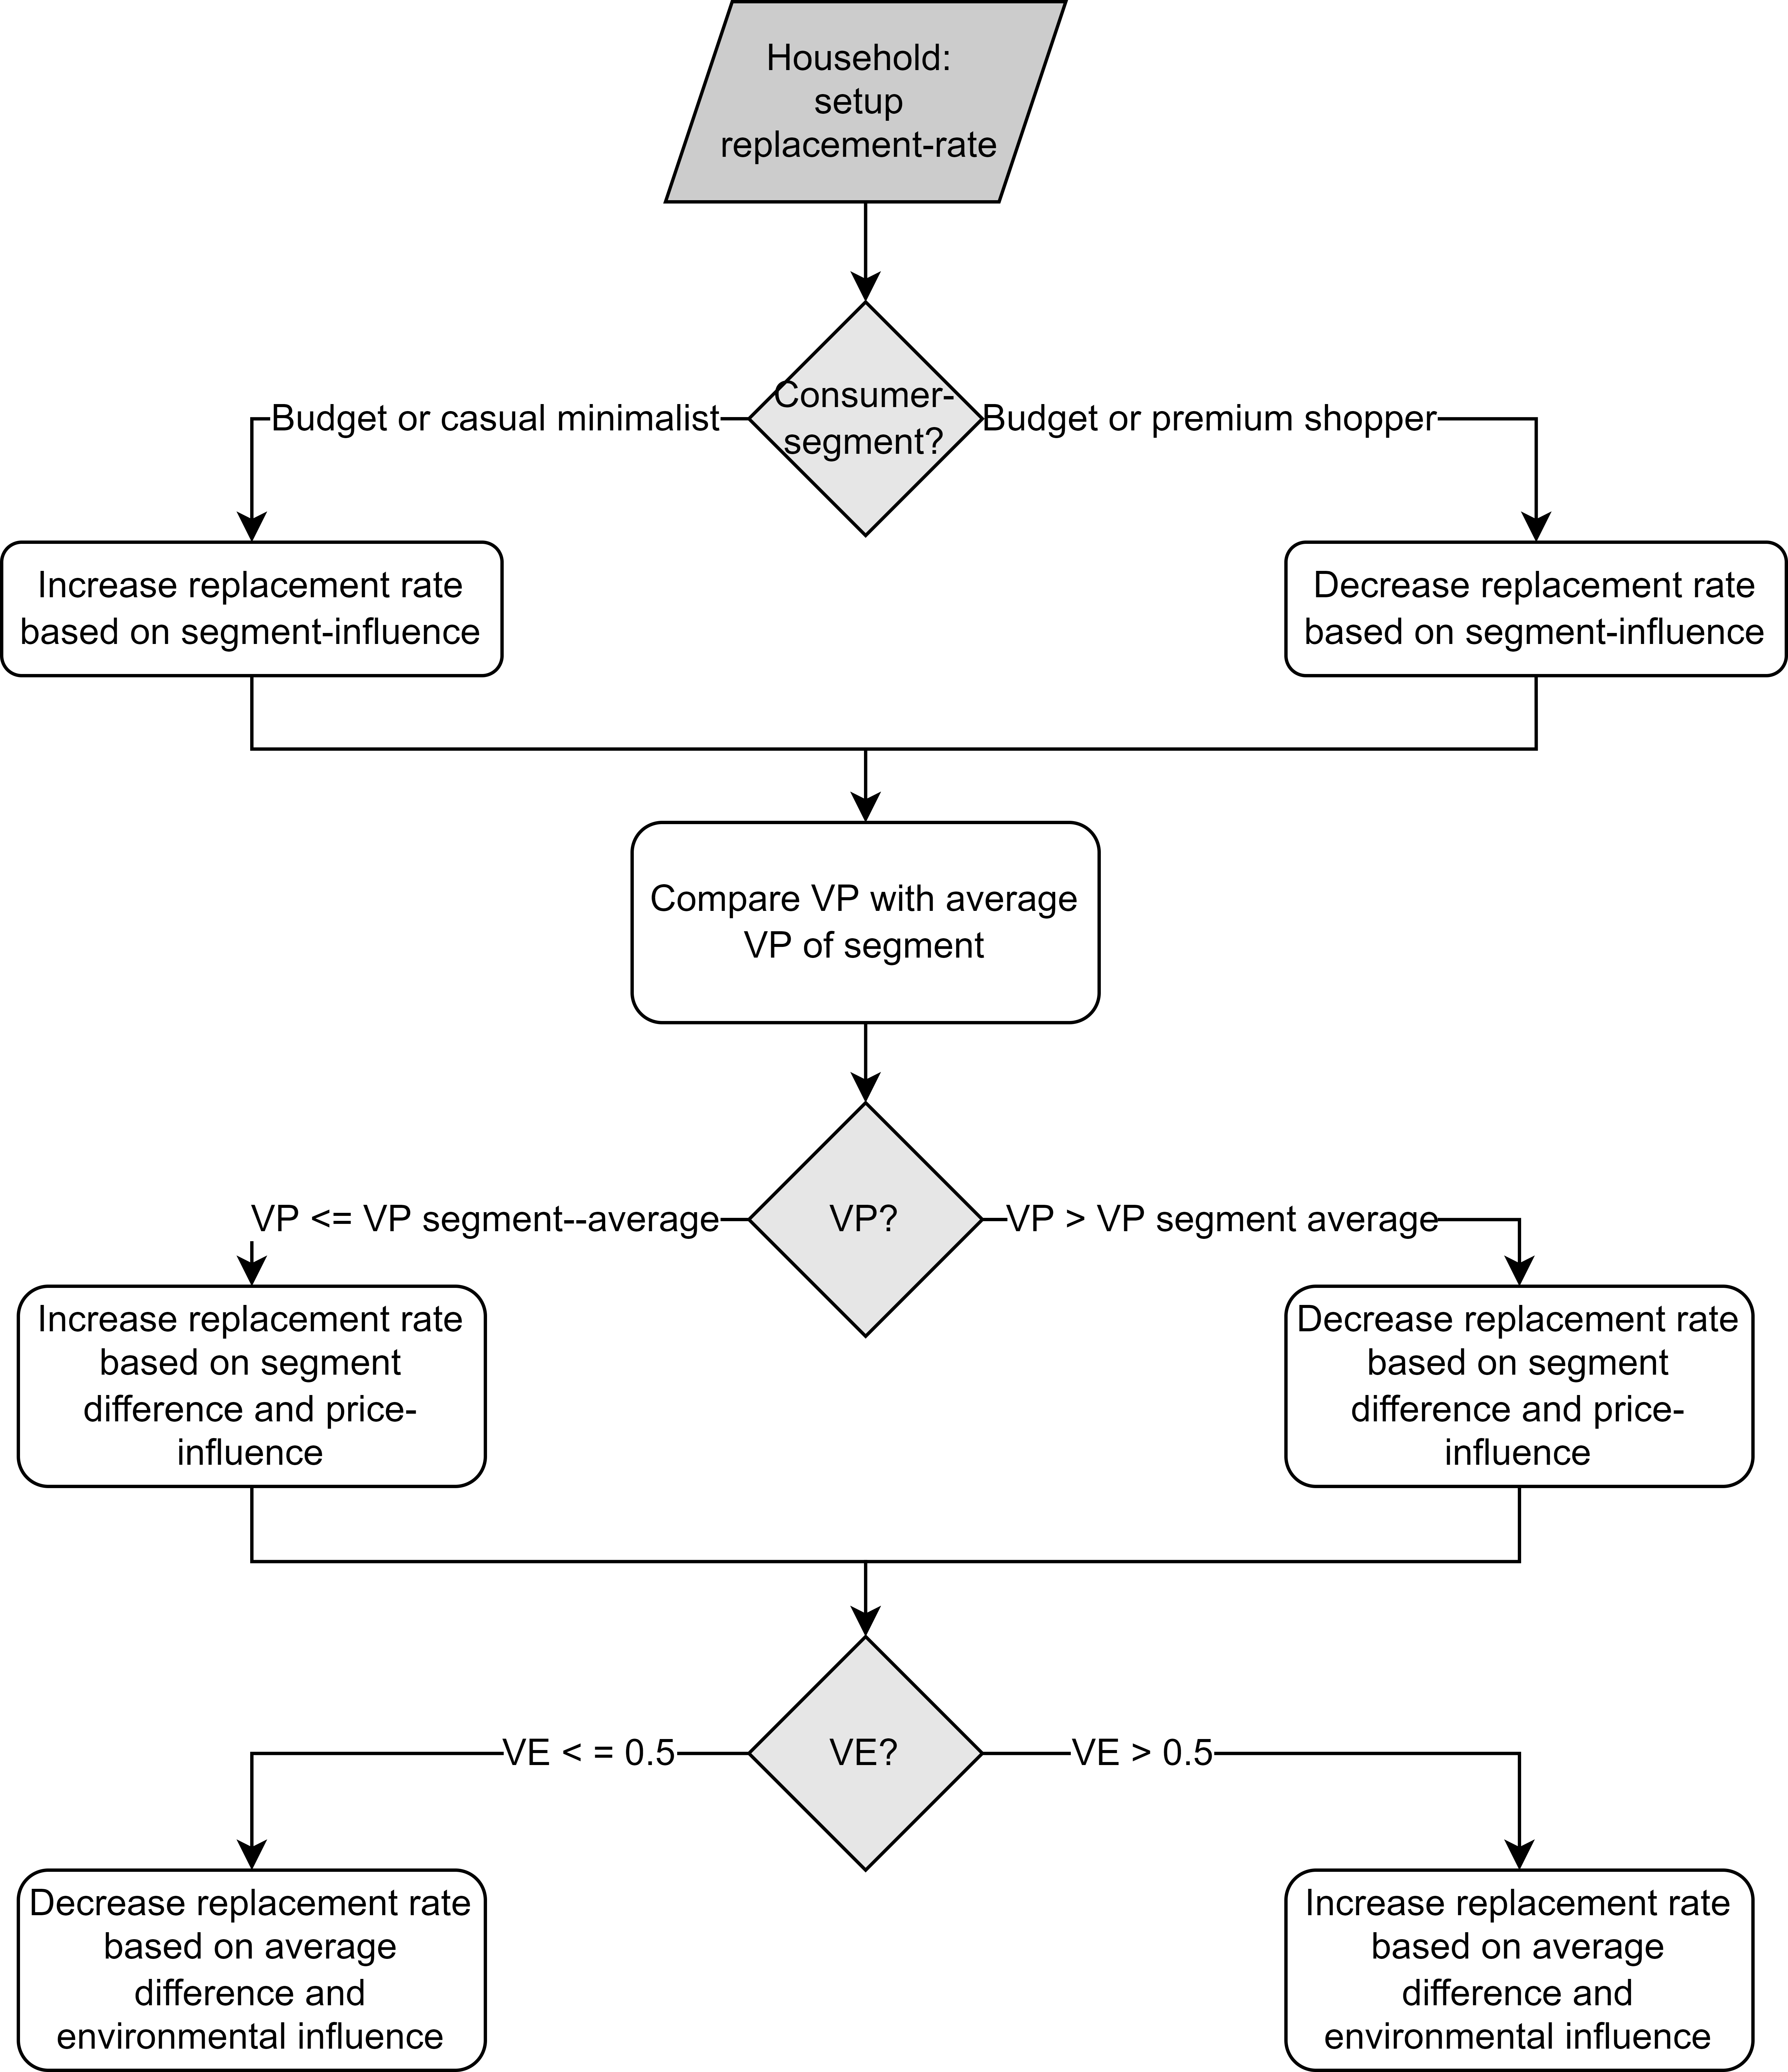 Household:
setup
replacement-rate
Consumer-
segment?
Budget or casual minimalist
Budget or premium shopper
Increase replacement rate
based on segment-influence
Decrease replacement rate
based on segment-influence
Compare VP with average
VP of segment
VP?
VP <= VP segment--average
VP > VP segment average
Increase replacement rate
based on segment
difference and price-
influence
Decrease replacement rate
based on segment
difference and price-
influence
VE?
VE < = 0.5
VE > 0.5
Decrease replacement rate
based on average
difference and
environmental influence
Increase replacement rate
based on average
difference and
environmental influence